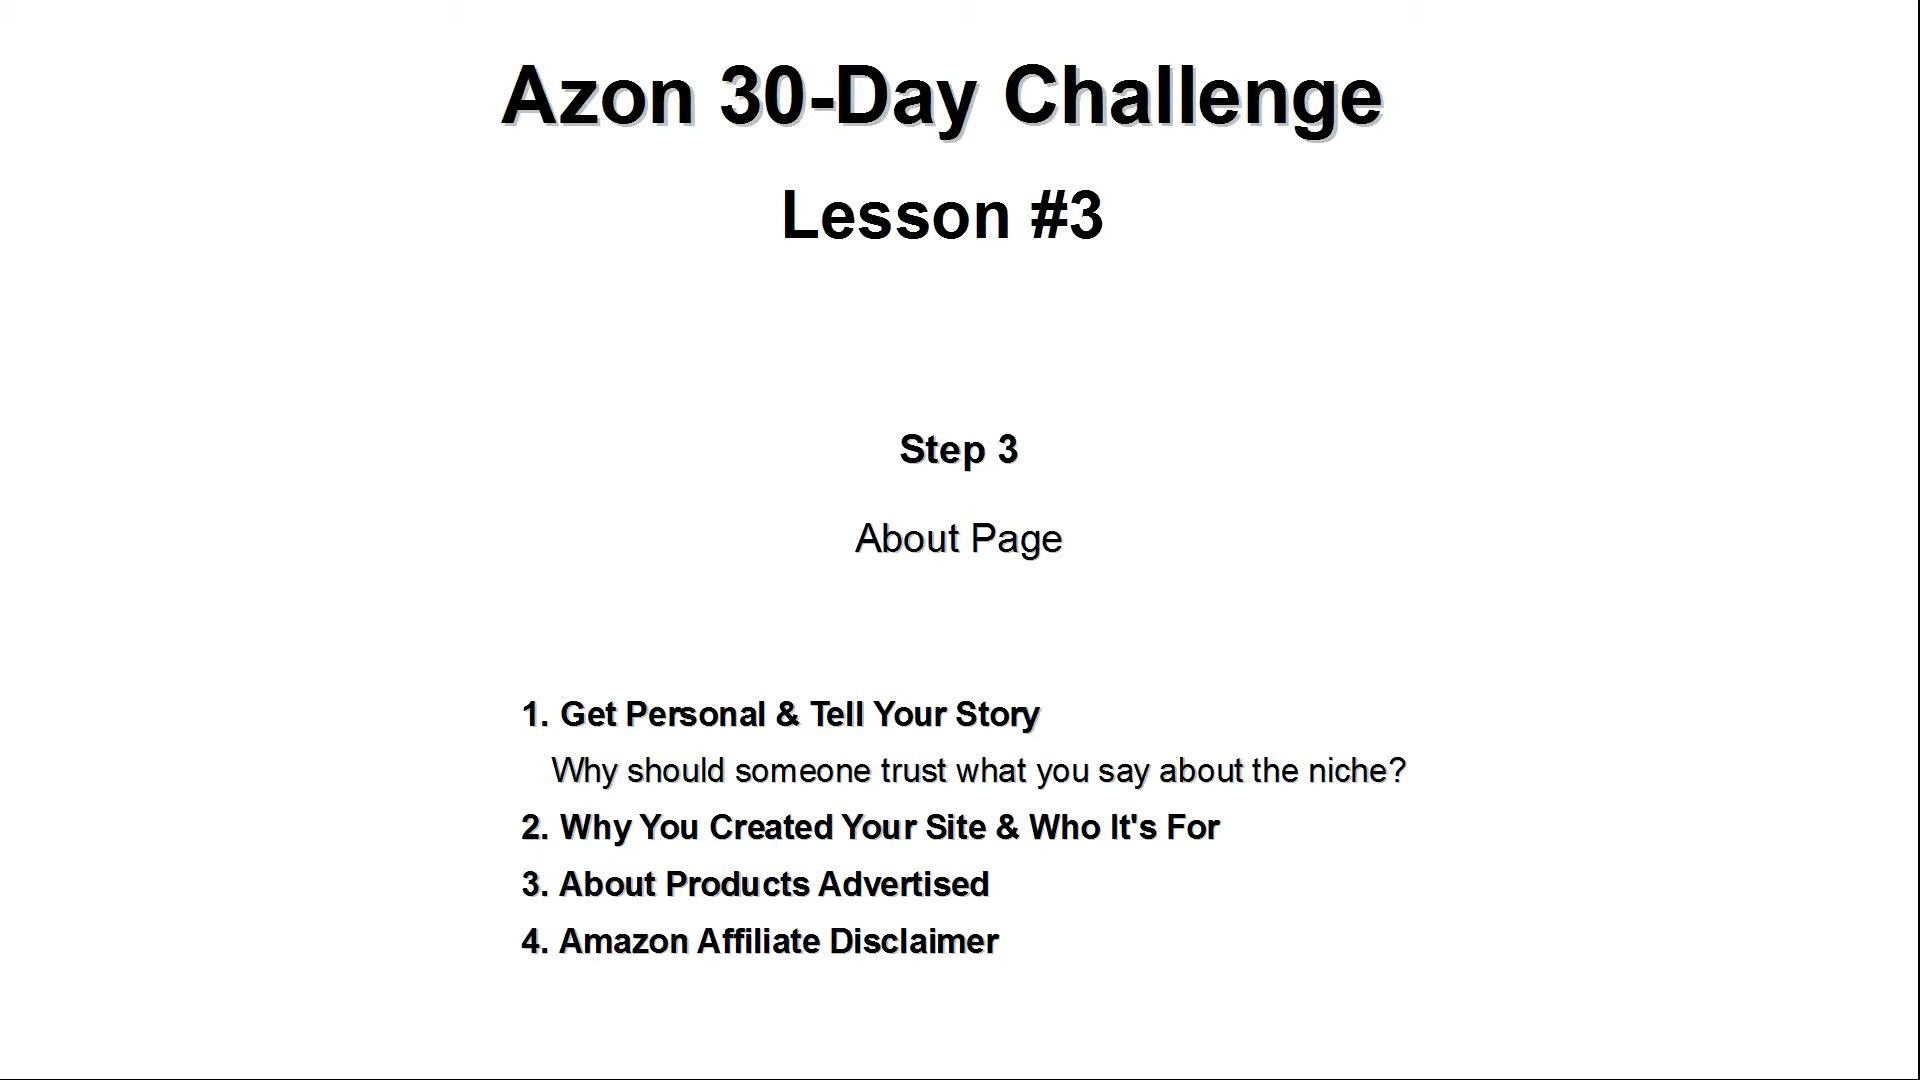 Azon 30-Day Challenge
Lesson #3
Step 3
About Page
1. Get Personal & Tell Your Story
Why should someone trust what you say about the niche?
2. Why You Created Your Site & Who It's For
3. About Products Advertised
4. Amazon Affiliate Disclaimer